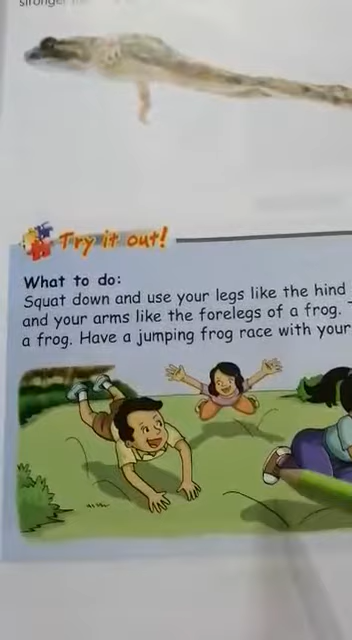 stronger
Try it out!
What to do:
Squat down and use your legs like the hind
and your arms like the forelegs of a frog.
a frog. Have a jumping frog race with your